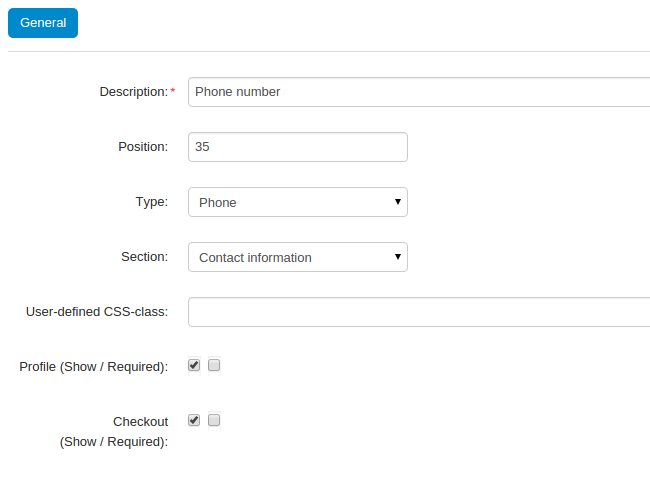 General
Description:* Phone number
Position: 35
Type: Phone
Section: Contact information
User-defined CSS-class:
Profile (Show / Required):
Checkout
(Show / Required):